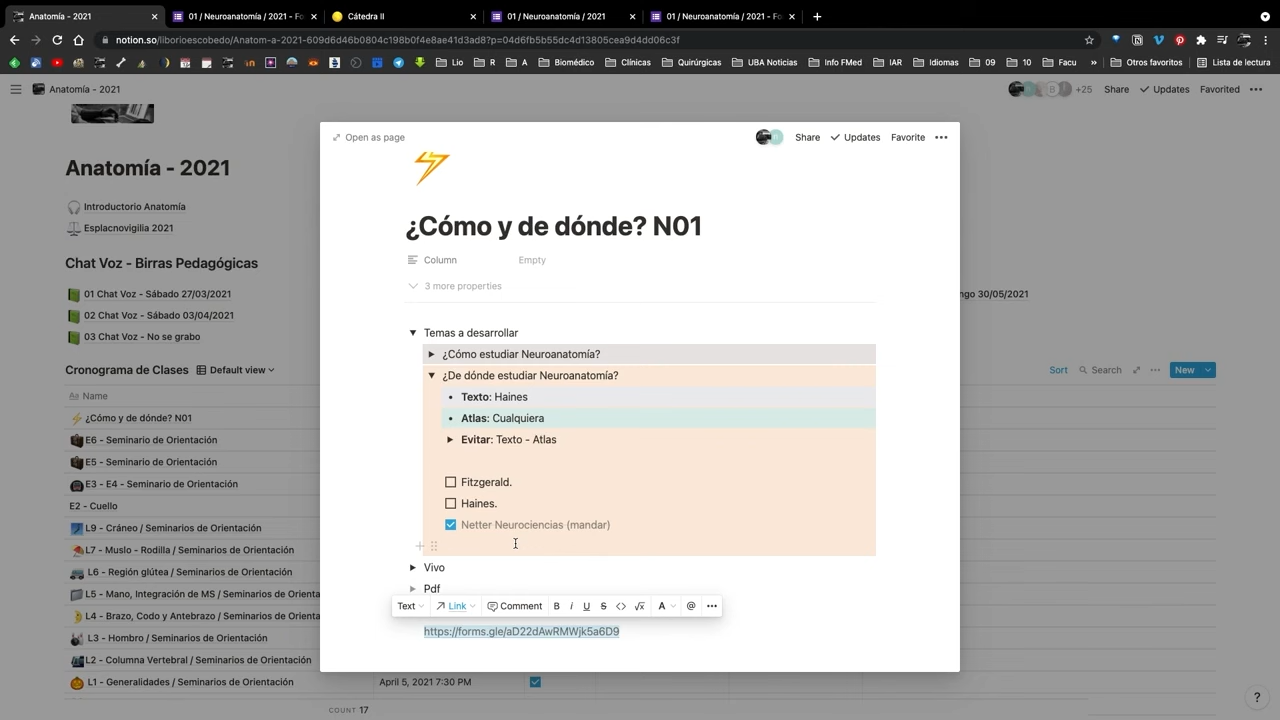 Anatomía - 2021
01 / Neuroanatomía / 2021 - Fo
Cátedra II
01 / Neuroanatomía / 2021
01 / Neuroanatomía / 2021 - Fo
notion.so/liborioescobedo/Anatom-a-2021-609d6d46b0804c198b0f4e8ae41d3ad8?p=04d6fb5b55dc4d13805cea9d4dd06c3f
Lio
R
A
Biomédico
Clínicas
Quirúrgicas
UBA Noticias
Info FMed
IAR
Idiomas
09
10
Facu
»
Otros favoritos
Lista de lectura
Anatomía - 2021
B
+25
Share
Updates
Favorited
Anatomía - 2021
Introductorio Anatomía
Esplacnovigilia 2021
Chat Voz - Birras Pedagógicas
01 Chat Voz - Sábado 27/03/2021
02 Chat Voz - Sábado 03/04/2021
03 Chat Voz - No se grabo
ngo 30/05/2021
Cronograma de Clases
Default view
Sort
Search
New
Aa Name
¿Cómo y de dónde? N01
E6 - Seminario de Orientación
E5 - Seminario de Orientación
E3 - E4 - Seminario de Orientación
E2 - Cuello
L9 - Cráneo / Seminarios de Orientación
L7 - Muslo - Rodilla / Seminarios de Orientación
L6 - Región glútea / Seminarios de Orientación
L5 - Mano, Integración de MS / Seminarios de Orientación
L4 - Brazo, Codo y Antebrazo / Seminarios de Orientación
L3 - Hombro / Seminarios de Orientación
L2 - Columna Vertebral / Seminarios de Orientación
L1 - Generalidades / Seminarios de Orientación
April 5, 2021 7:30 PM
COUNT 17
Open as page
Share
Updates
Favorite
¿Cómo y de dónde? N01
Column
Empty
3 more properties
Temas a desarrollar
¿Cómo estudiar Neuroanatomía?
¿De dónde estudiar Neuroanatomía?
• Texto: Haines
• Atlas: Cualquiera
Evitar: Texto - Atlas
Fitzgerald.
Haines.
Netter Neurociencias (mandar)
Vivo
Pdf
Text
Link
Comment
B
i
U
S
<>
√x
A
@
https://forms.gle/aD22dAwRMWjk5a6D9
?